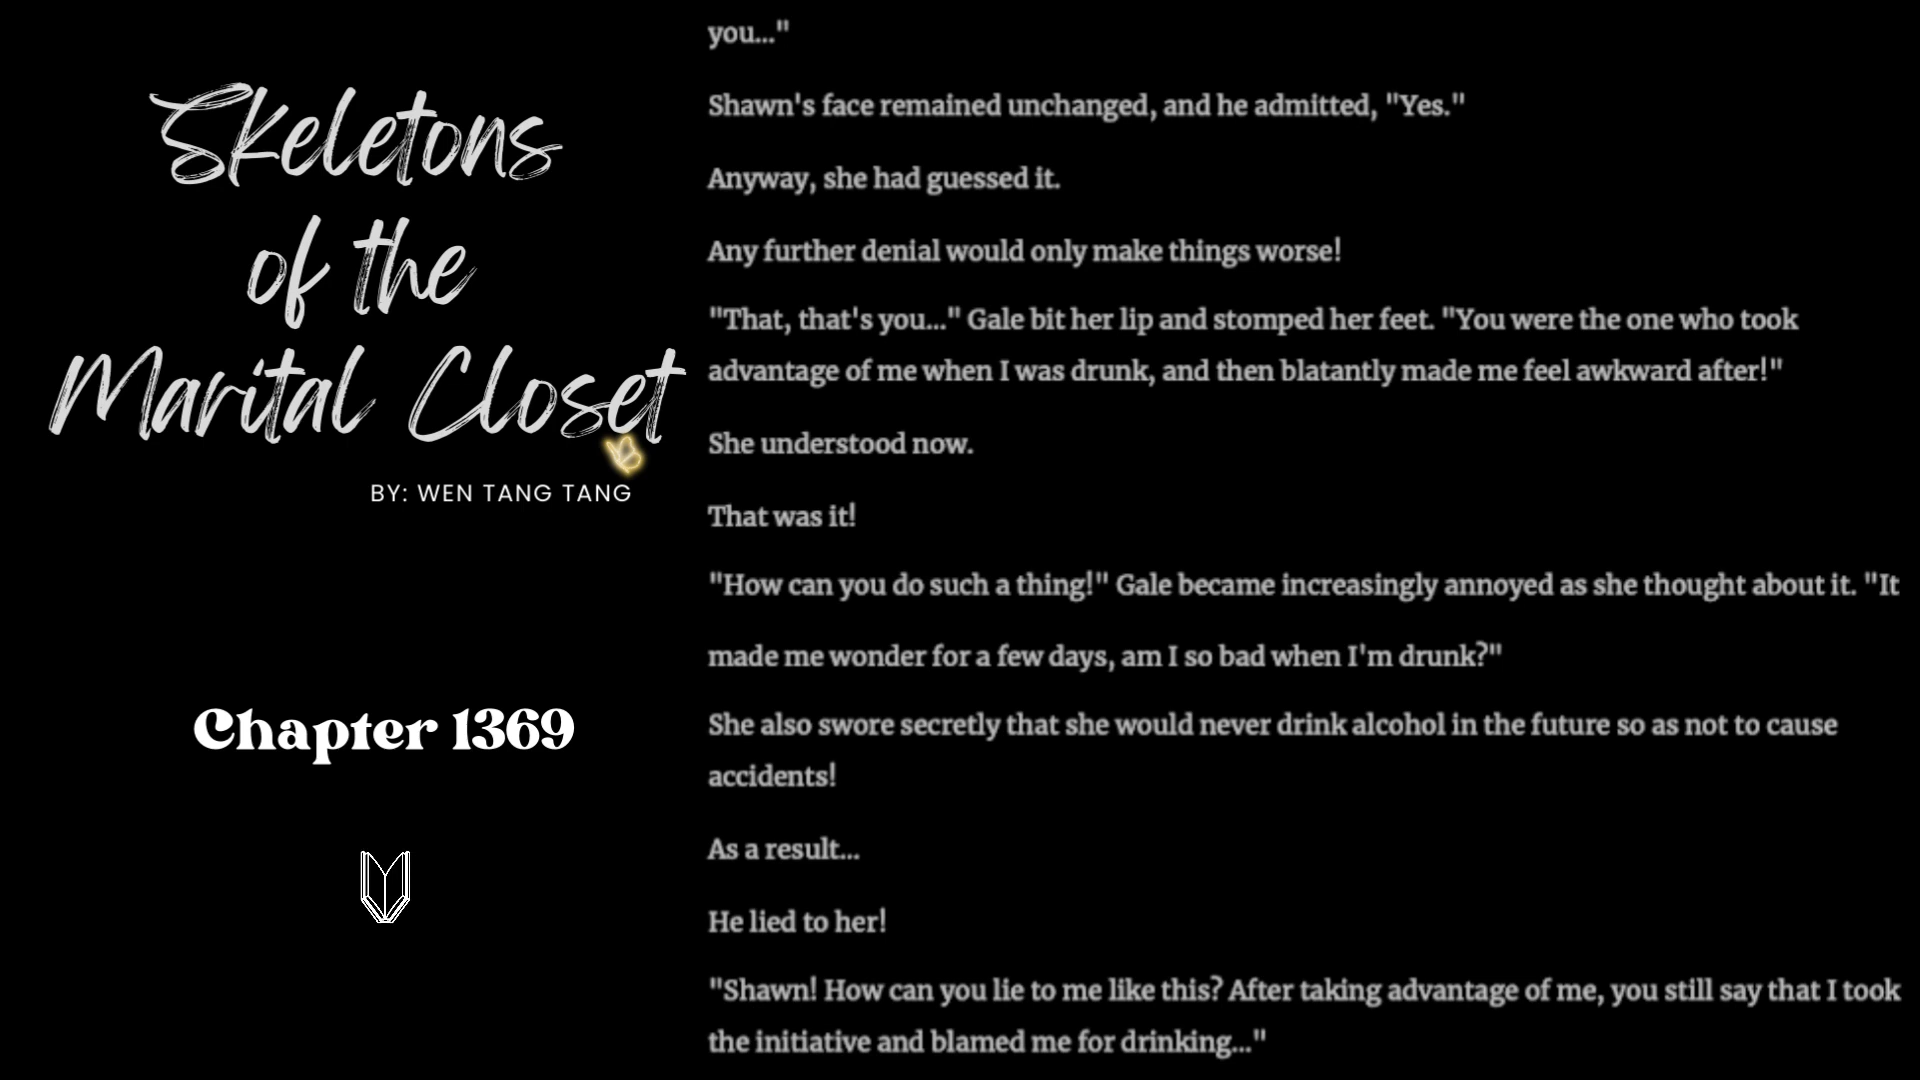 Skeletons
of the
Marital Closet
BY: WEN TANG TANG
Chapter 1369
you..."
Shawn's face remained unchanged, and he admitted, "Yes."
Anyway, she had guessed it.
Any further denial would only make things worse!
"That, that's you..." Gale bit her lip and stomped her feet. "You were the one who took
advantage of me when I was drunk, and then blatantly made me feel awkward after!"
She understood now.
That was it!
"How can you do such a thing!" Gale became increasingly annoyed as she thought about it. "It
made me wonder for a few days, am I so bad when I'm drunk?"
She also swore secretly that she would never drink alcohol in the future so as not to cause
accidents!
As a result...
He lied to her!
"Shawn! How can you lie to me like this? After taking advantage of me, you still say that I took
the initiative and blamed me for drinking..."